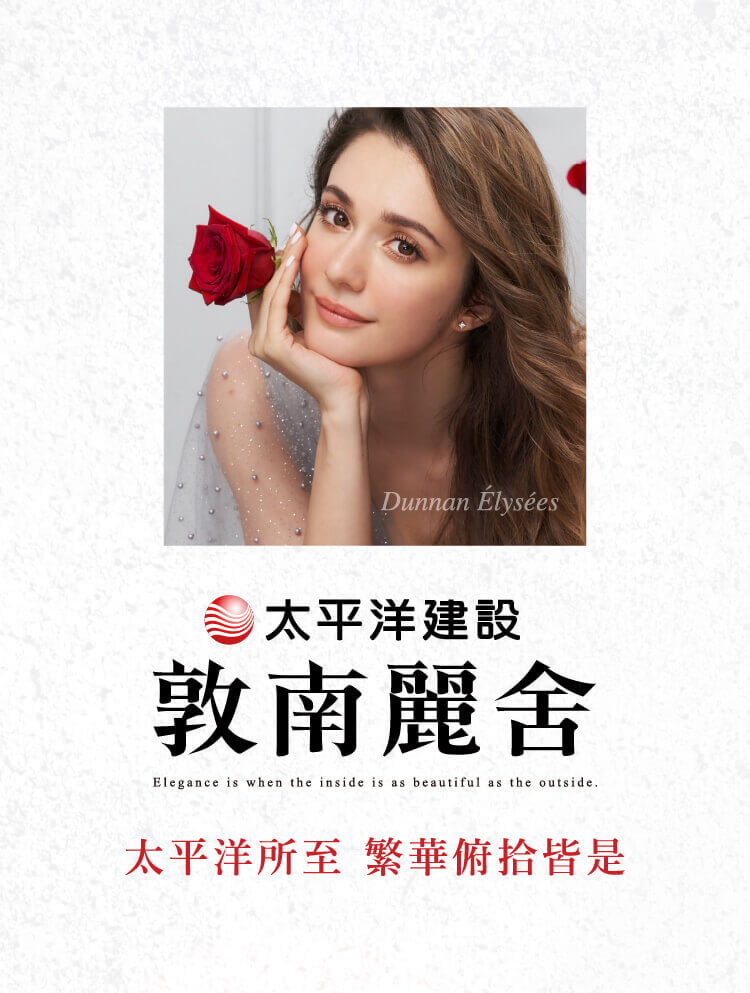 Dunnan Élysées
太平洋建設
敦南麗舍
Elegance is when the inside is as beautiful as the outside.
太平洋所至 繁華俯拾皆是